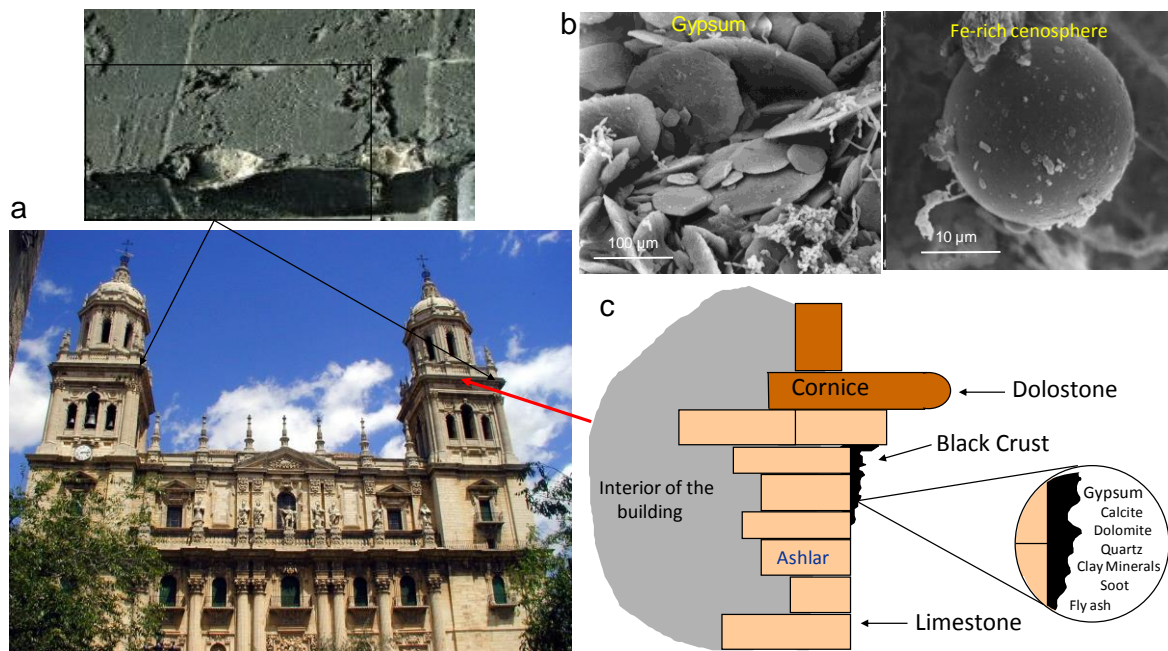 a
b
Gypsum
100 µm
Fe-rich cenosphere
10 µm
c
Cornice
Dolostone
Black Crust
Interior of the
building
Ashlar
Limestone
Gypsum
Calcite
Dolomite
Quartz
Clay Minerals
Soot
Fly ash